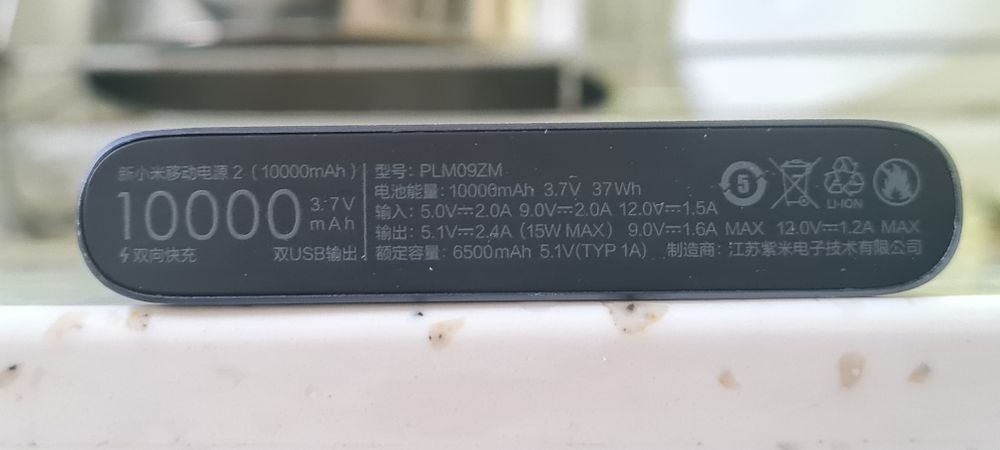 新小米移动电源 2 (10000mAh)
10000 3.7V mAh
双向快充 双USB输出
型号: PLM09ZM
电池能量: 10000mAh 3.7V 37Wh
输入: 5.0V⎓2.0A 9.0V⎓2.0A 12.0V⎓1.5A
输出: 5.1V⎓2.4A (15W MAX) 9.0V⎓1.6A MAX 12.0V⎓1.2A MAX
额定容量: 6500mAh 5.1V(TYP 1A) 制造商: 江苏紫米电子技术有限公司
5
LI-ION